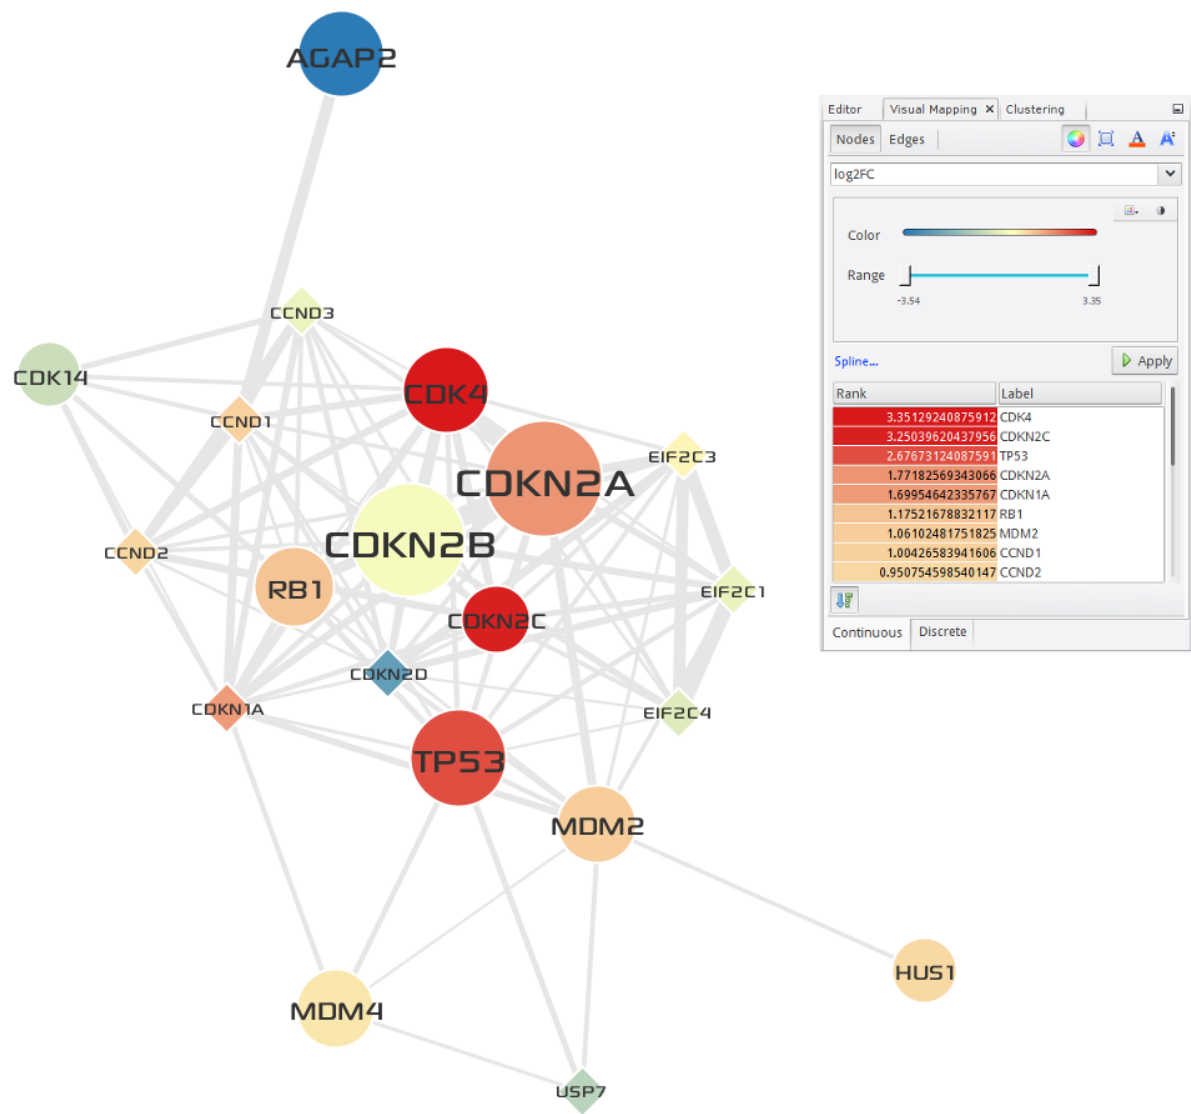 AGAP2
Editor
Visual Mapping
Clustering
Nodes
Edges
log2FC
Color
Range
-3.54
3.35
Spline...
Apply
Rank
Label
3.35129240875912 CDK4
3.25039620437956 CDKN2C
2.67673124087591 TP53
1.77182569343066 CDKN2A
1.69954642335767 CDKN1A
1.17521678832117 RB1
1.06102481751825 MDM2
1.00426583941606 CCND1
0.950754598540147 CCND2
Continuous
Discrete
CCND3
CDK14
CDK4
CCND1
EIF2C3
CDKN2A
CDKN2B
CCND2
RB1
EIF2C1
CDKN2C
CDKN2D
CDKN1A
EIF2C4
TP53
MDM2
HUS1
MDM4
USP7